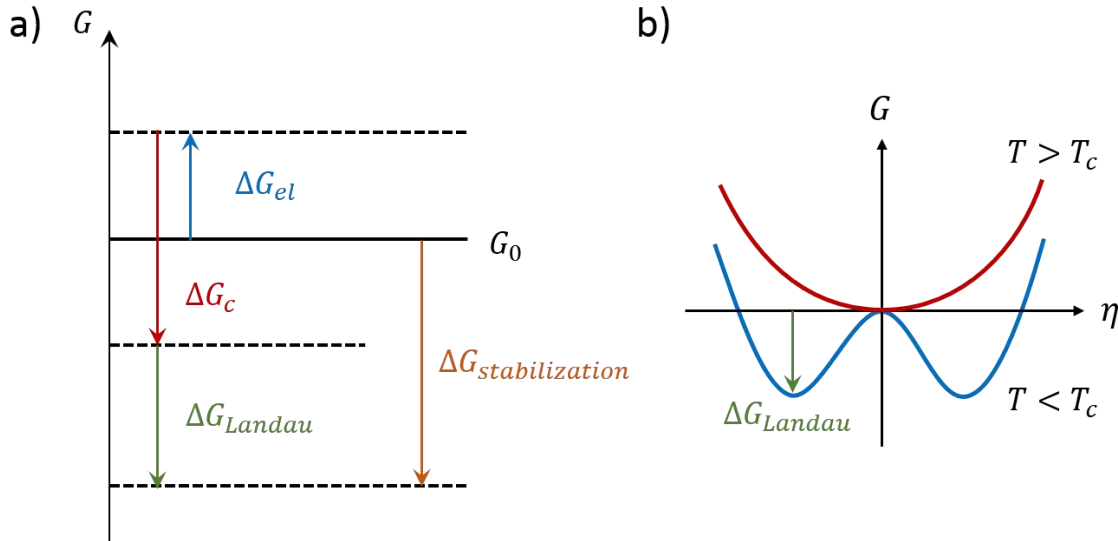 a)
G
ΔG_el
G_0
ΔG_c
ΔG_stabilization
ΔG_Landau
b)
G
T > T_c
η
ΔG_Landau
T < T_c